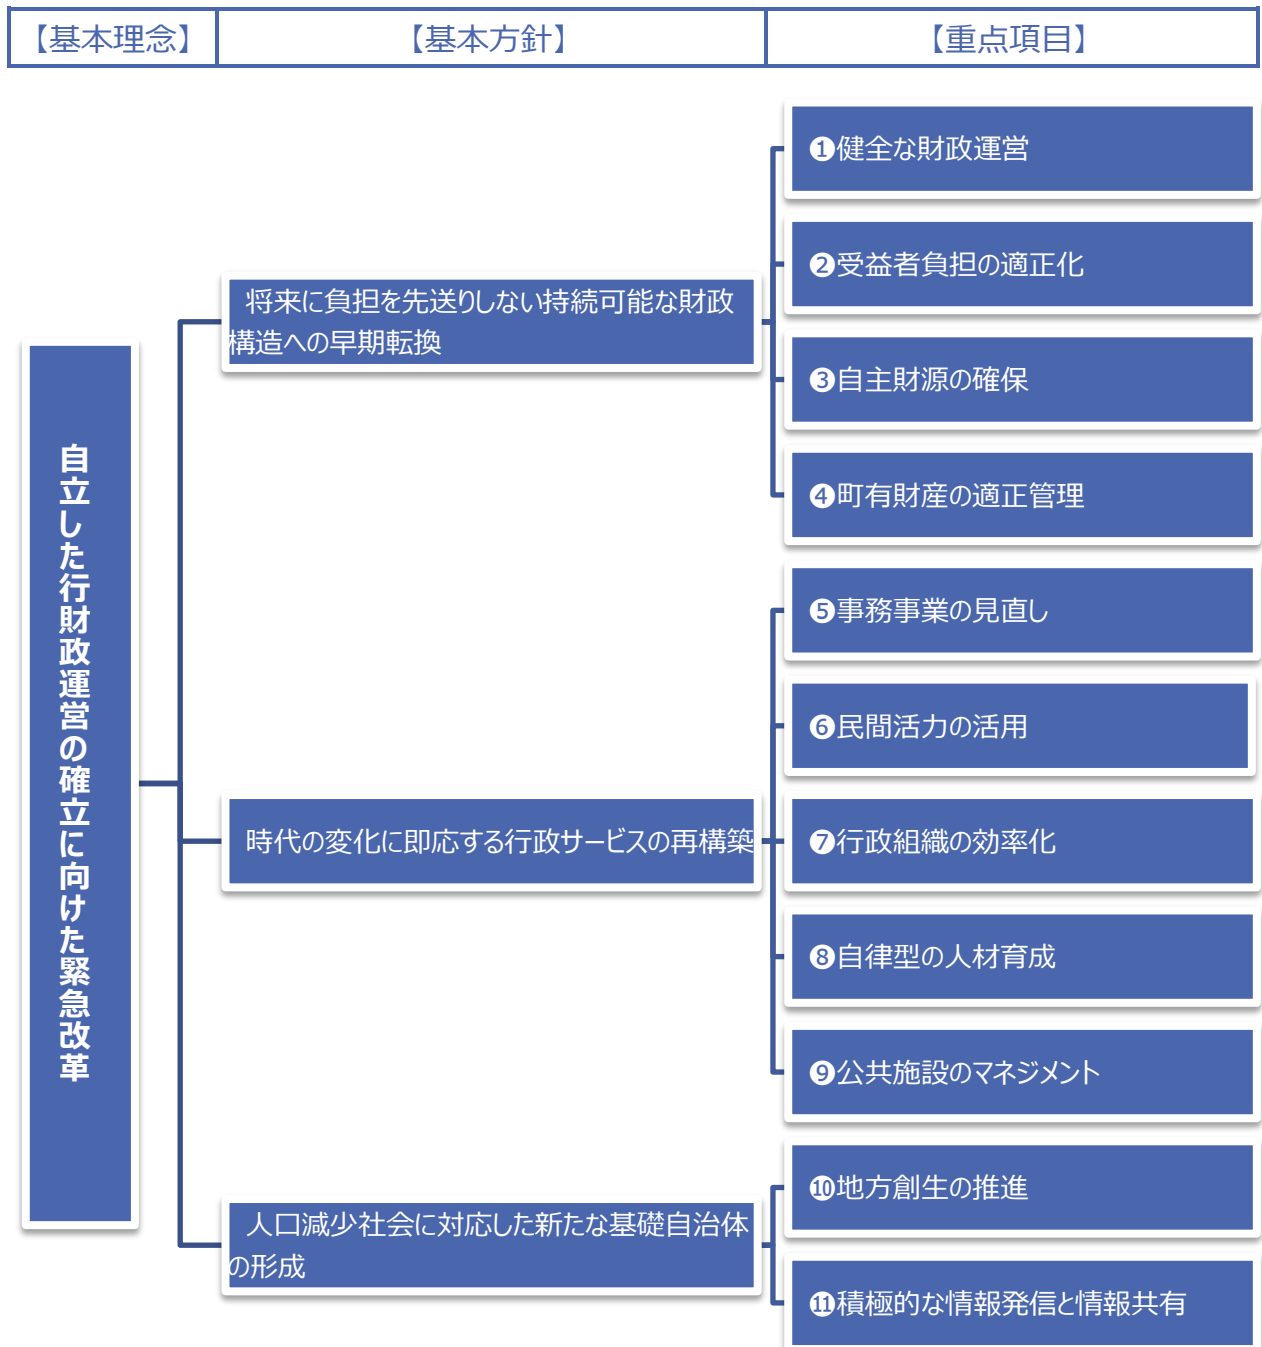 【基本理念】
【基本方針】
【重点項目】
自立した行財政運営の確立に向けた緊急改革
将来に負担を先送りしない持続可能な財政
構造への早期転換
❶健全な財政運営
❷受益者負担の適正化
❸自主財源の確保
❹町有財産の適正管理
時代の変化に即応する行政サービスの再構築
❺事務事業の見直し
❻民間活力の活用
❼行政組織の効率化
❽自律型の人材育成
❾公共施設のマネジメント
人口減少社会に対応した新たな基礎自治体
の形成
❿地方創生の推進
⓫積極的な情報発信と情報共有